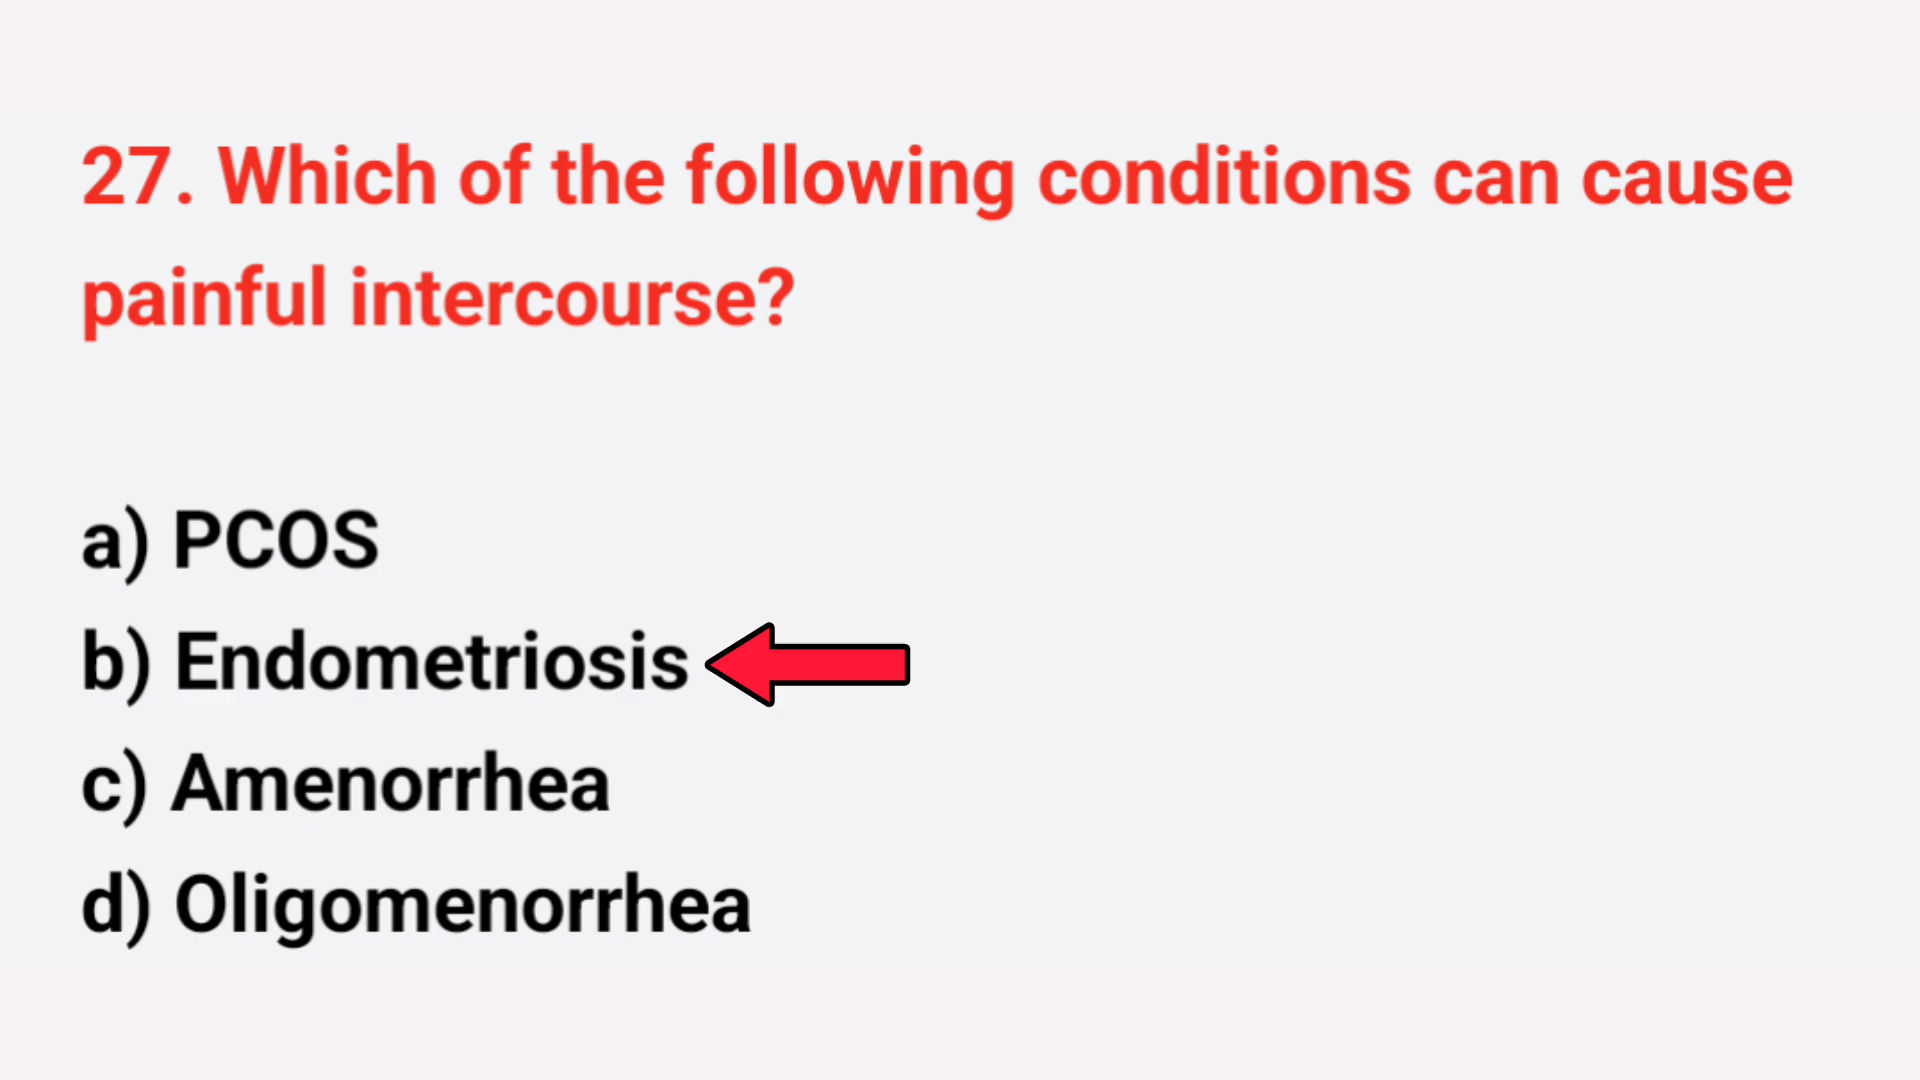 27. Which of the following conditions can cause
painful intercourse?
a) PCOS
b) Endometriosis
c) Amenorrhea
d) Oligomenorrhea